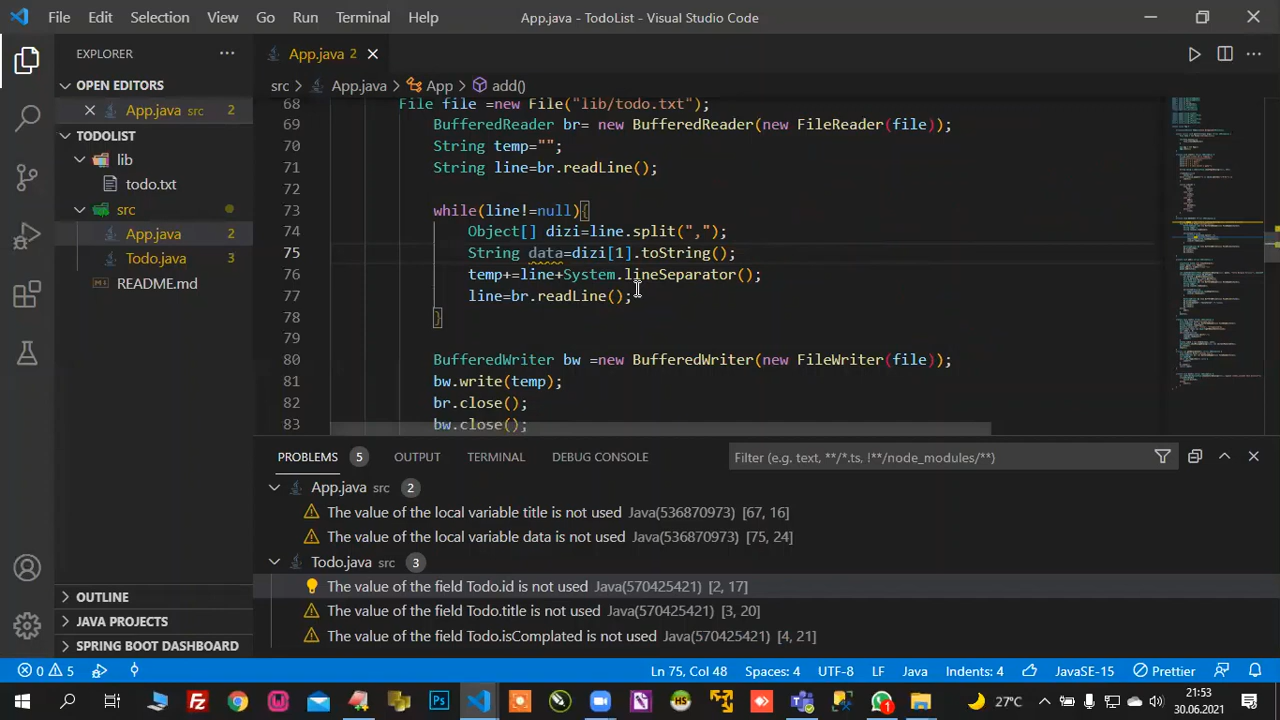 File Edit Selection View Go Run Terminal Help
App.java - TodoList - Visual Studio Code
EXPLORER
OPEN EDITORS
App.java src 2
TODOLIST
lib
todo.txt
src
App.java 2
Todo.java 3
README.md
OUTLINE
JAVA PROJECTS
SPRING BOOT DASHBOARD
App.java 2
src > App.java > App > add()
68 File file =new File("lib/todo.txt");
69 BufferedReader br= new BufferedReader(new FileReader(file));
70 String temp="";
71 String line=br.readLine();
72
73 while(line!=null){
74 Object[] dizi=line.split(",");
75 String data=dizi[1].toString();
76 temp+=line+System.lineSeparator();
77 line=br.readLine();
78 }
79
80 BufferedWriter bw =new BufferedWriter(new FileWriter(file));
81 bw.write(temp);
82 br.close();
83 bw.close();
PROBLEMS 5 OUTPUT TERMINAL DEBUG CONSOLE
Filter (e.g. text, **/*.ts, !**/node_modules/**)
App.java src 2
The value of the local variable title is not used Java(536870973) [67, 16]
The value of the local variable data is not used Java(536870973) [75, 24]
Todo.java src 3
The value of the field Todo.id is not used Java(570425421) [2, 17]
The value of the field Todo.title is not used Java(570425421) [3, 20]
The value of the field Todo.isComplated is not used Java(570425421) [4, 21]
0 5
Ln 75, Col 48 Spaces: 4 UTF-8 LF Java Indents: 4 JavaSE-15 Prettier
27°C
21:53
30.06.2021